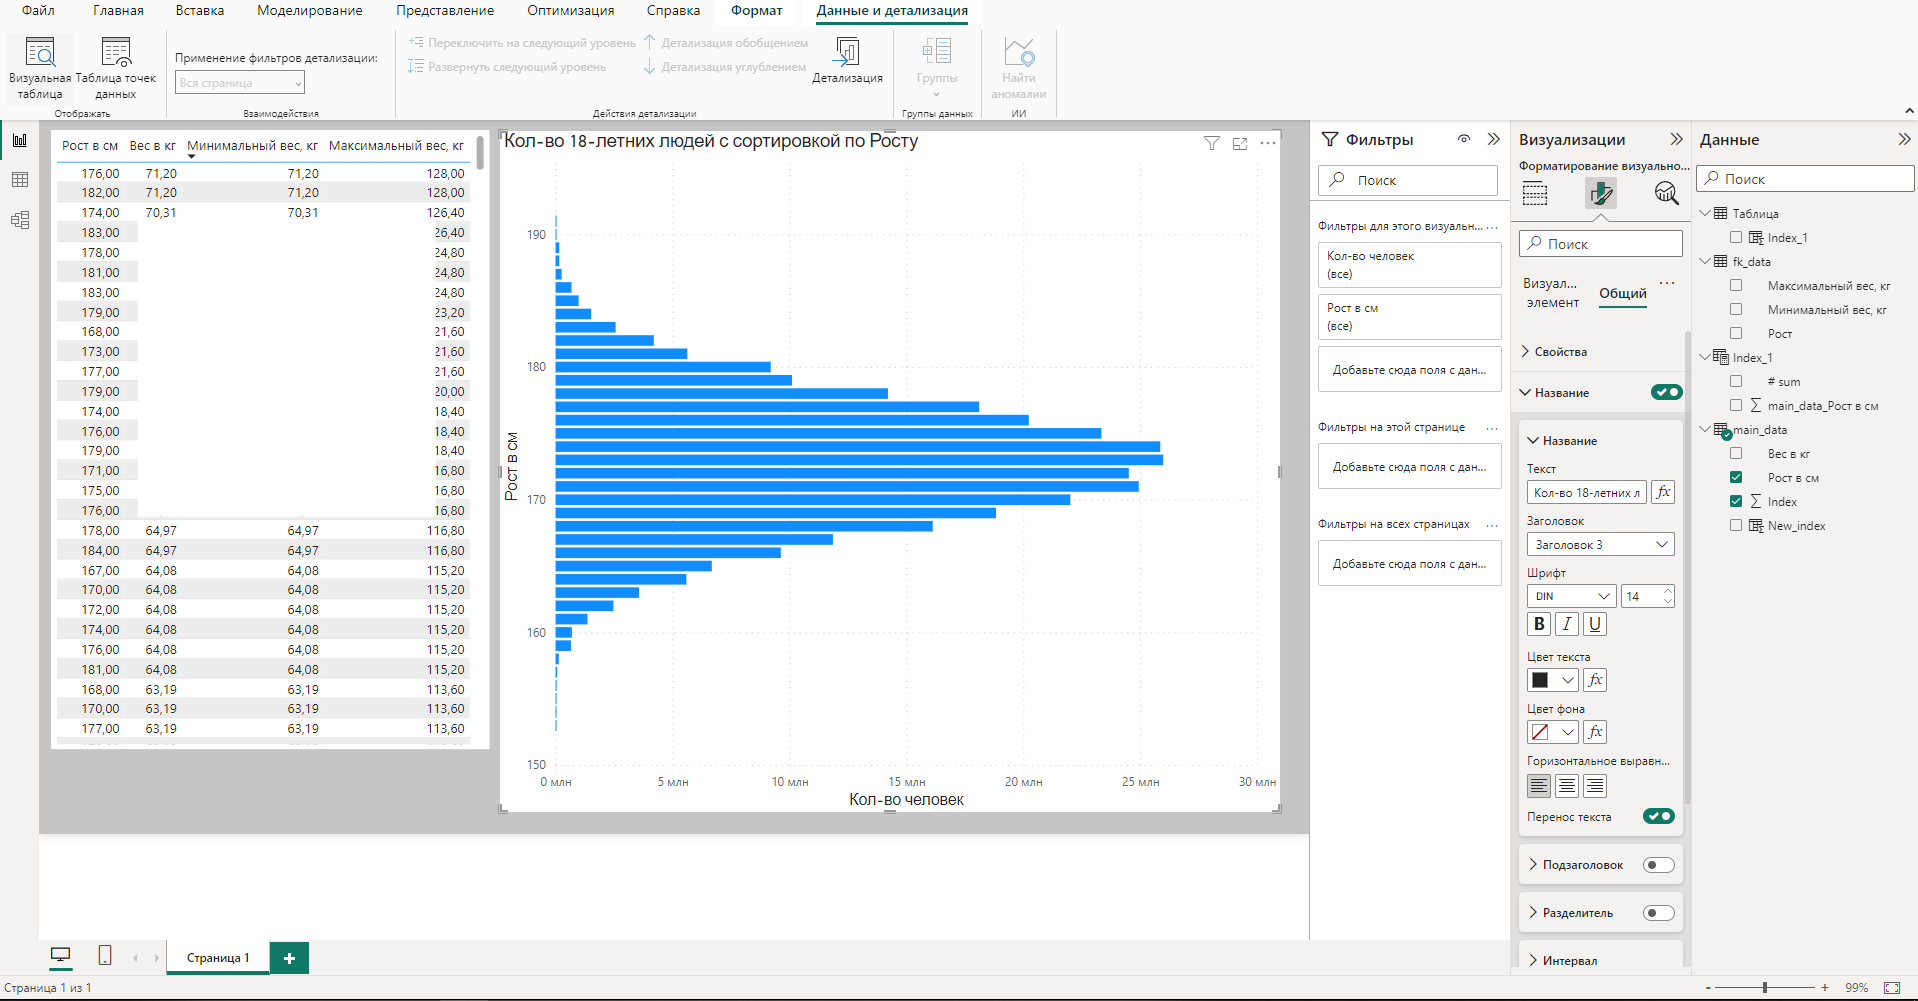 Файл Главная Вставка Моделирование Представление Оптимизация Справка Формат Данные и детализация
Визуальная таблица
Таблица точек данных
Отображать
Применение фильтров детализации:
Вся страница
Взаимодействия
Переключить на следующий уровень
Развернуть следующий уровень
Детализация обобщением
Детализация углублением
Детализация
Действия детализации
Группы
Группы данных
Найти аномалии
ИИ
Рост в см Вес в кг Минимальный вес, кг Максимальный вес, кг
176,00 71,20 71,20 128,00
182,00 71,20 71,20 128,00
174,00 70,31 70,31 126,40
183,00 26,40
178,00 24,80
181,00 24,80
183,00 24,80
179,00 23,20
168,00 21,60
173,00 21,60
177,00 21,60
179,00 20,00
174,00 18,40
176,00 18,40
179,00 18,40
171,00 16,80
175,00 16,80
176,00 16,80
178,00 64,97 64,97 116,80
184,00 64,97 64,97 116,80
167,00 64,08 64,08 115,20
170,00 64,08 64,08 115,20
172,00 64,08 64,08 115,20
174,00 64,08 64,08 115,20
176,00 64,08 64,08 115,20
181,00 64,08 64,08 115,20
168,00 63,19 63,19 113,60
170,00 63,19 63,19 113,60
177,00 63,19 63,19 113,60
Кол-во 18-летних людей с сортировкой по Росту
Рост в см
190
180
170
160
150
0 млн 5 млн 10 млн 15 млн 20 млн 25 млн 30 млн
Кол-во человек
Фильтры
Поиск
Фильтры для этого визуальн... ...
Кол-во человек
(все)
Рост в см
(все)
Добавьте сюда поля с дан...
Фильтры на этой странице ...
Добавьте сюда поля с дан...
Фильтры на всех страницах ...
Добавьте сюда поля с дан...
Визуализации
Форматирование визуально...
Поиск
Визуал... элемент
Общий ...
Свойства
Название
Название
Текст
Кол-во 18-летних л fx
Заголовок
Заголовок 3
Шрифт
DIN 14
B I U
Цвет текста
fx
Цвет фона
fx
Горизонтальное выравн...
Перенос текста
Подзаголовок
Разделитель
Интервал
Данные
Поиск
Таблица
Index_1
fk_data
Максимальный вес, кг
Минимальный вес, кг
Рост
Index_1
# sum
∑ main_data_Рост в см
main_data
Вес в кг
Рост в см
∑ Index
New_index
Страница 1 +
Страница 1 из 1
- + 99%